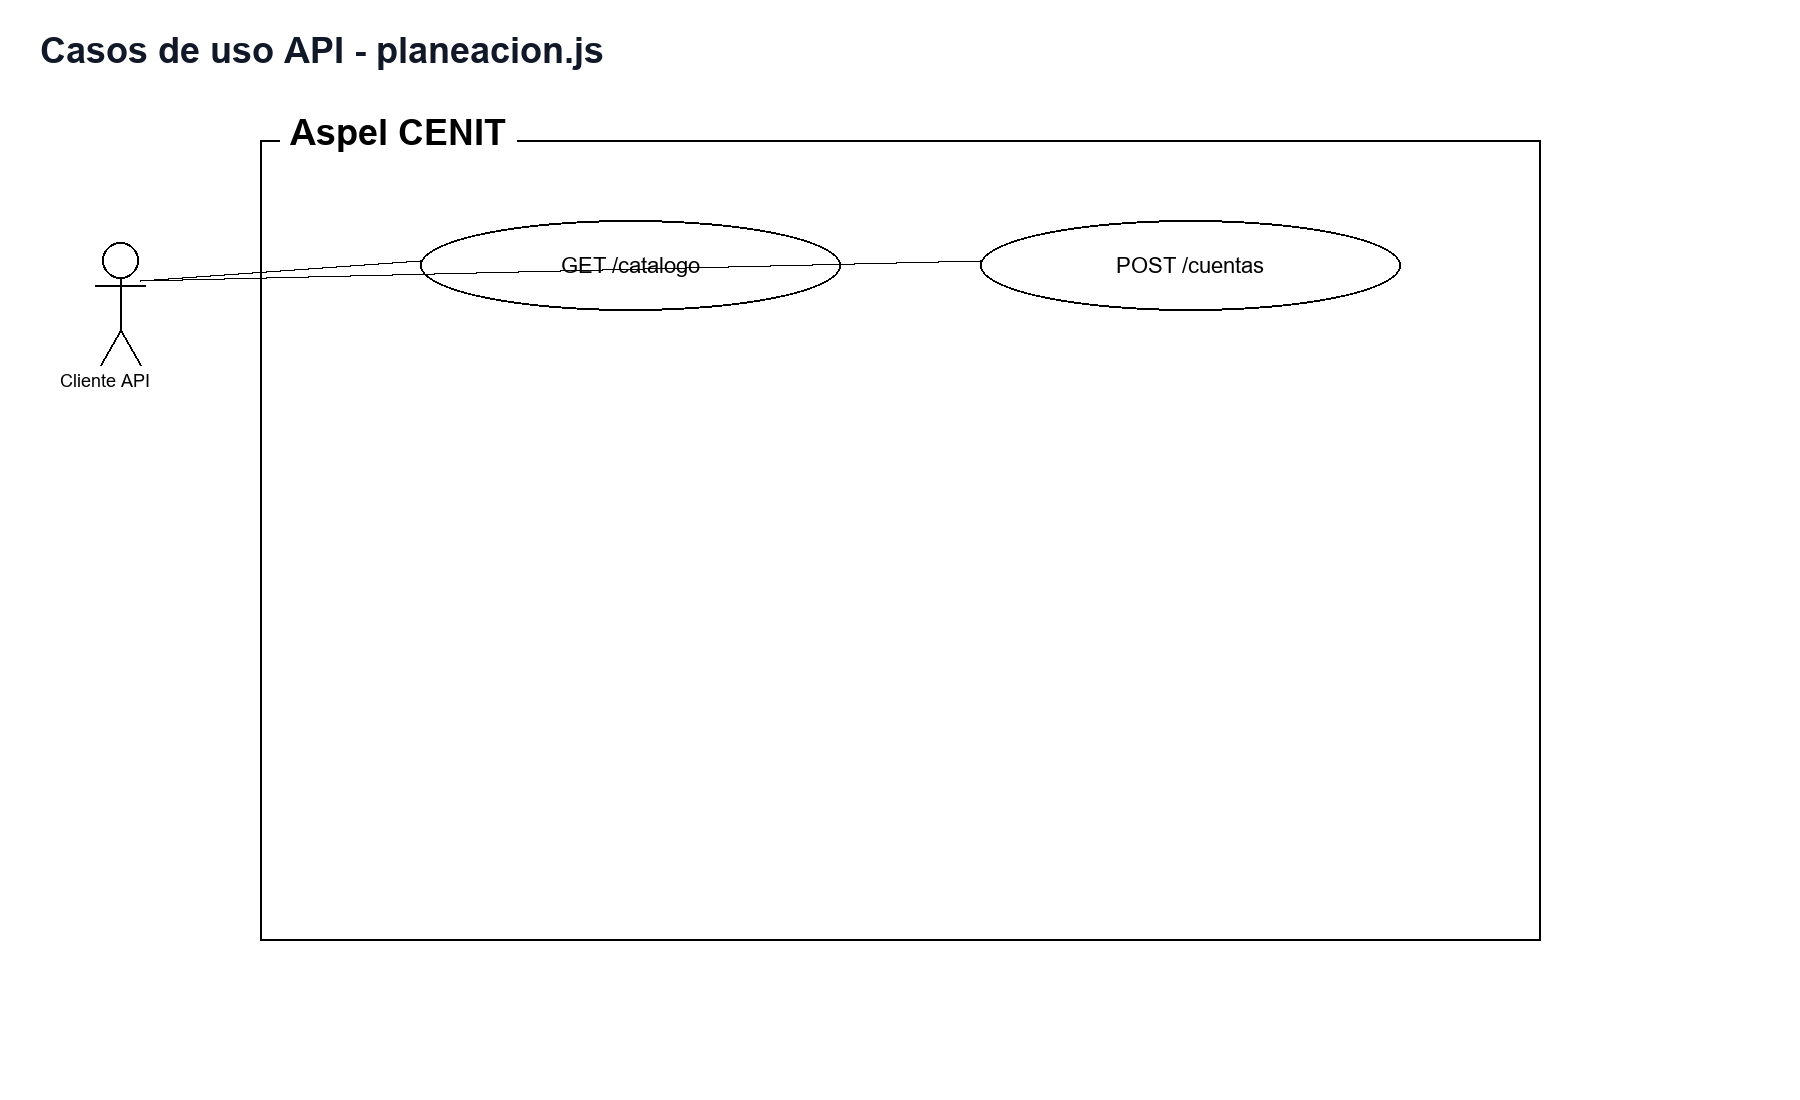 Casos de uso API - planeacion.js
Aspel CENIT
GET /catalogo
POST /cuentas
Cliente API